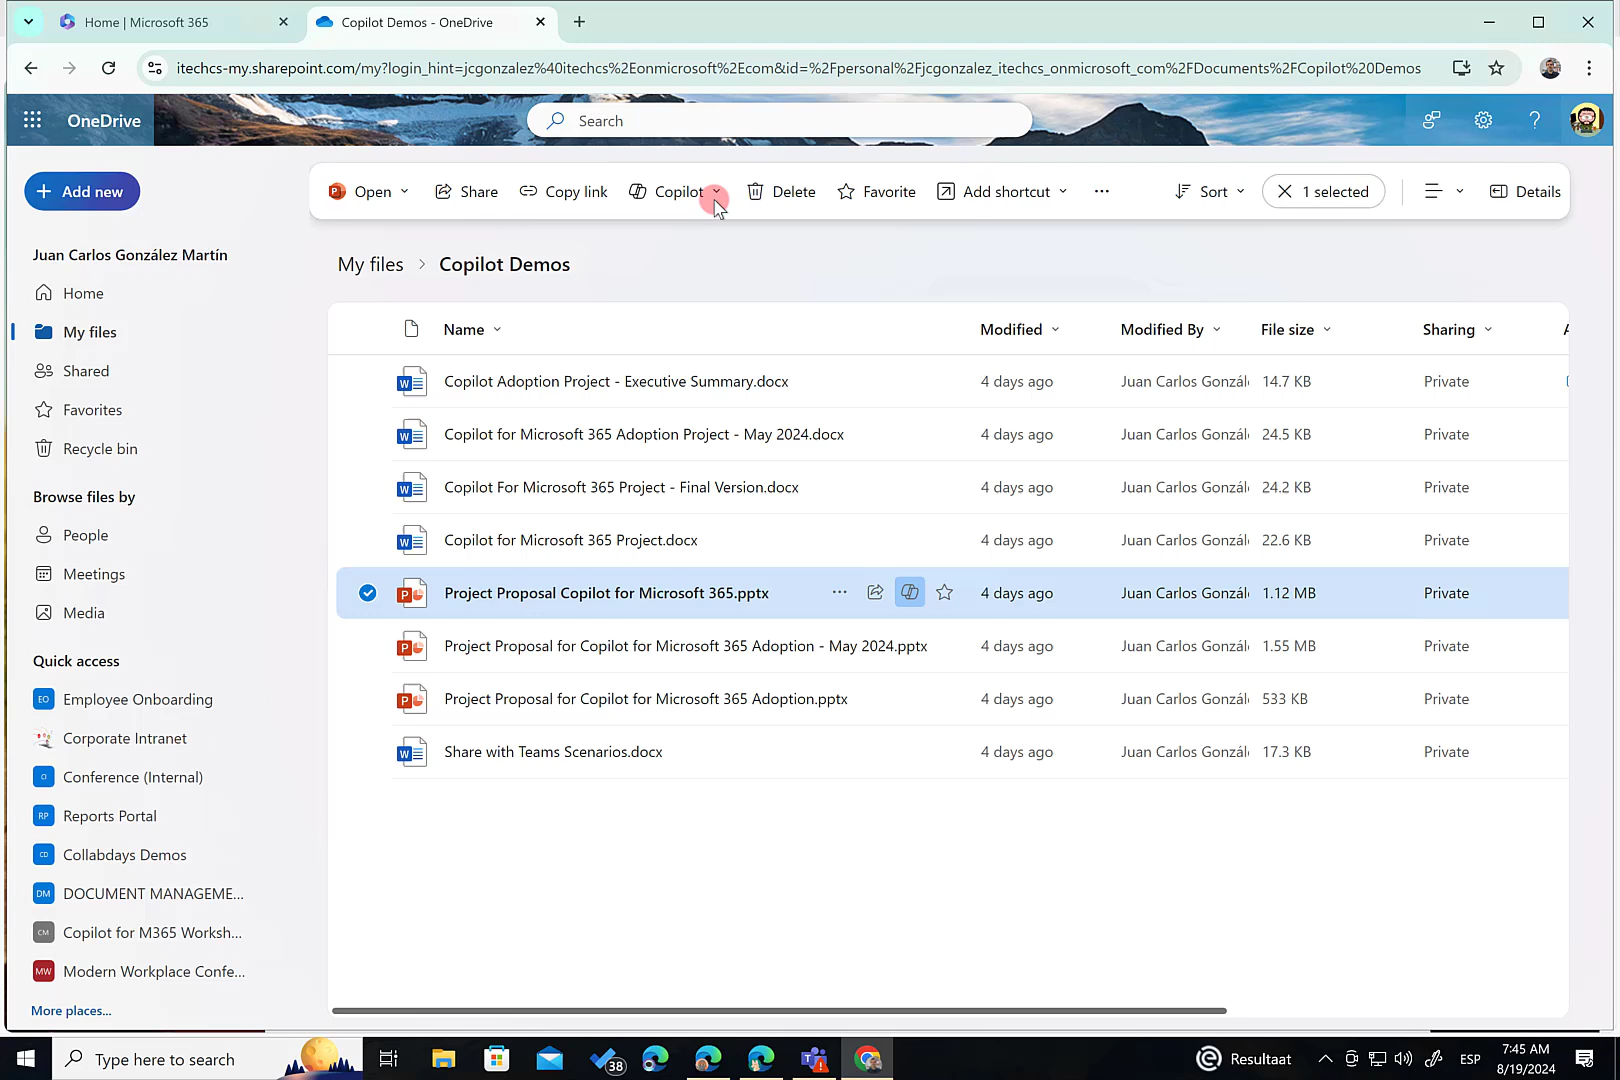 Home | Microsoft 365
Copilot Demos - OneDrive
itechcs-my.sharepoint.com/my?login_hint=jcgonzalez%40itechcs%2Eonmicrosoft%2Ecom&id=%2Fpersonal%2Fjcgonzalez_itechcs_onmicrosoft_com%2FDocuments%2FCopilot%20Demos
OneDrive
Search
Add new
Open
Share
Copy link
Copilot
Delete
Favorite
Add shortcut
Sort
1 selected
Details
Juan Carlos González Martín
Home
My files
Shared
Favorites
Recycle bin
Browse files by
People
Meetings
Media
Quick access
EO Employee Onboarding
Corporate Intranet
CI Conference (Internal)
RP Reports Portal
CD Collabdays Demos
DM DOCUMENT MANAGEME...
CM Copilot for M365 Worksh...
MW Modern Workplace Confe...
More places...
My files > Copilot Demos
Name Modified Modified By File size Sharing
Copilot Adoption Project - Executive Summary.docx 4 days ago Juan Carlos Gonzál 14.7 KB Private
Copilot for Microsoft 365 Adoption Project - May 2024.docx 4 days ago Juan Carlos Gonzál 24.5 KB Private
Copilot For Microsoft 365 Project - Final Version.docx 4 days ago Juan Carlos Gonzál 24.2 KB Private
Copilot for Microsoft 365 Project.docx 4 days ago Juan Carlos Gonzál 22.6 KB Private
Project Proposal Copilot for Microsoft 365.pptx 4 days ago Juan Carlos Gonzál 1.12 MB Private
Project Proposal for Copilot for Microsoft 365 Adoption - May 2024.pptx 4 days ago Juan Carlos Gonzál 1.55 MB Private
Project Proposal for Copilot for Microsoft 365 Adoption.pptx 4 days ago Juan Carlos Gonzál 533 KB Private
Share with Teams Scenarios.docx 4 days ago Juan Carlos Gonzál 17.3 KB Private
Type here to search
38
Resultaat
ESP
7:45 AM
8/19/2024